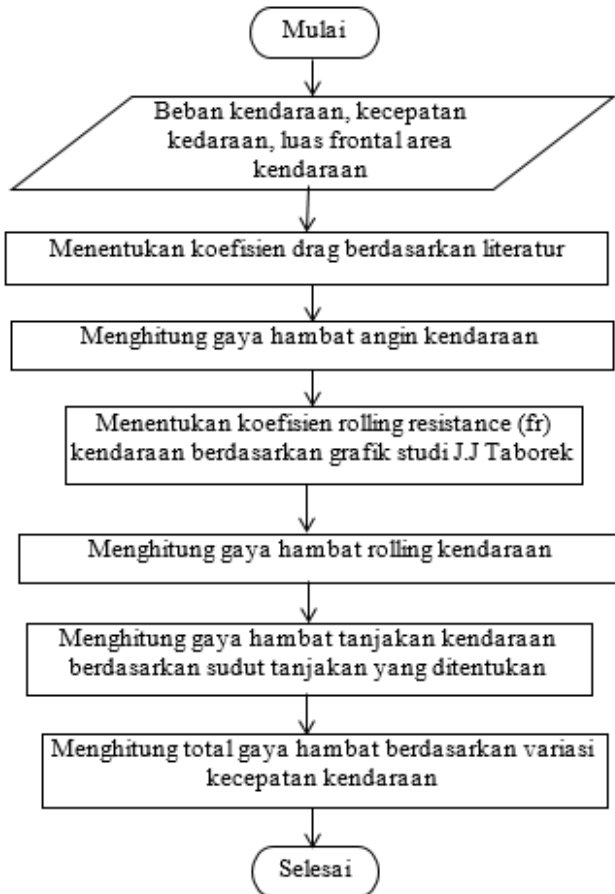 Mulai
Beban kendaraan, kecepatan
kedaraan, luas frontal area
kendaraan
Menentukan koefisien drag berdasarkan literatur
Menghitung gaya hambat angin kendaraan
Menentukan koefisien rolling resistance (fr)
kendaraan berdasarkan grafik studi J.J Taborek
Menghitung gaya hambat rolling kendaraan
Menghitung gaya hambat tanjakan kendaraan
berdasarkan sudut tanjakan yang ditentukan
Menghitung total gaya hambat berdasarkan variasi
kecepatan kendaraan
Selesai